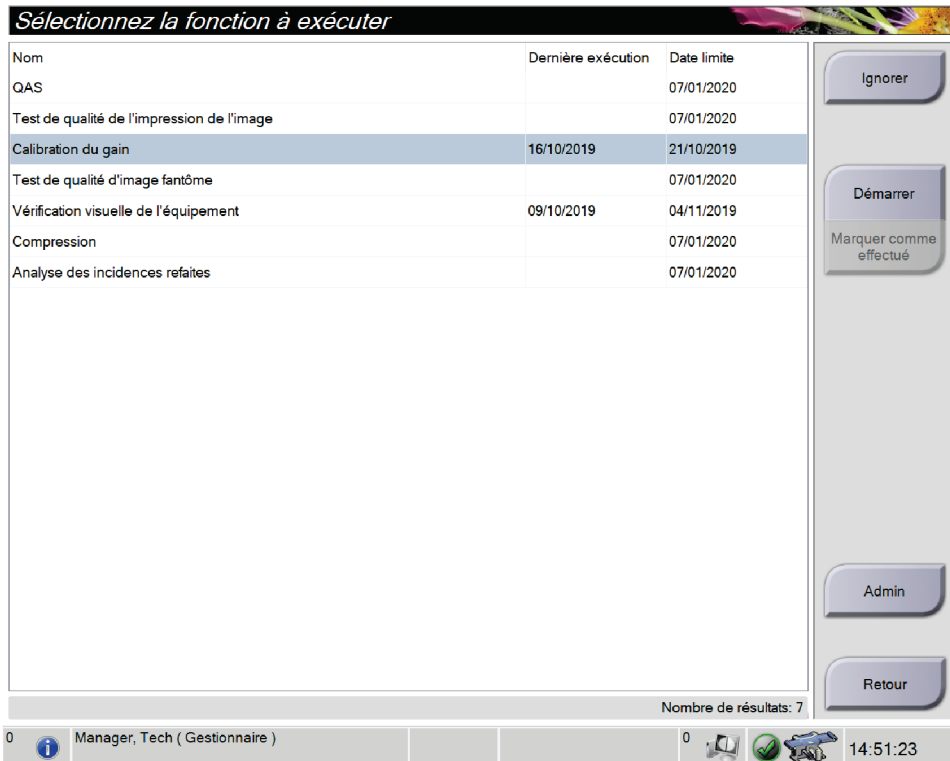 Sélectionnez la fonction à exécuter
Nom Dernière exécution Date limite
QAS 07/01/2020
Test de qualité de l'impression de l'image 07/01/2020
Calibration du gain 16/10/2019 21/10/2019
Test de qualité d'image fantôme 07/01/2020
Vérification visuelle de l'équipement 09/10/2019 04/11/2019
Compression 07/01/2020
Analyse des incidences refaites 07/01/2020
Nombre de résultats: 7
Ignorer
Démarrer
Marquer comme
effectué
Admin
Retour
0 Manager, Tech ( Gestionnaire ) 0 14:51:23